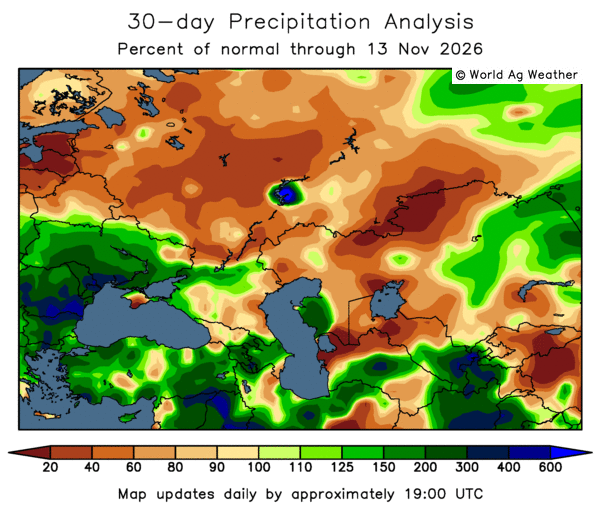 30-day Precipitation Analysis
Percent of normal through 13 Nov 2026
© World Ag Weather
20 40 60 80 90 100 110 125 150 200 300 400 600
Map updates daily by approximately 19:00 UTC